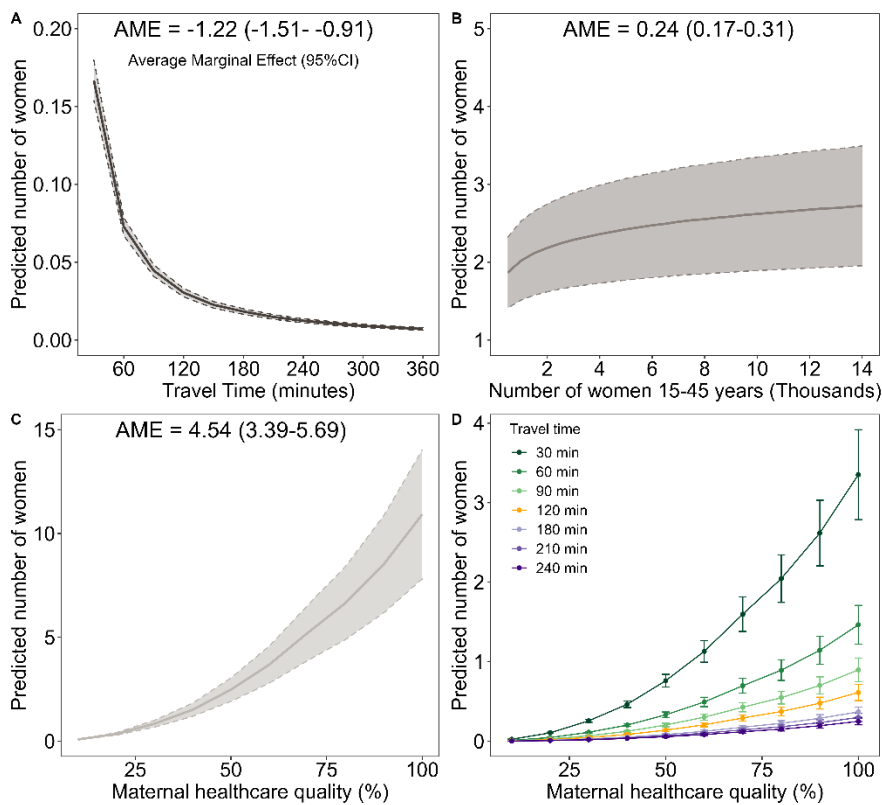 A
AME = -1.22 (-1.51- -0.91)
Average Marginal Effect (95%CI)
Predicted number of women
0.20
0.15
0.10
0.05
0.00
60 120 180 240 300 360
Travel Time (minutes)
B
AME = 0.24 (0.17-0.31)
Predicted number of women
5
4
3
2
1
2 4 6 8 10 12 14
Number of women 15-45 years (Thousands)
C
AME = 4.54 (3.39-5.69)
Predicted number of women
15
10
5
0
25 50 75 100
Maternal healthcare quality (%)
D
Travel time
30 min
60 min
90 min
120 min
180 min
210 min
240 min
Predicted number of women
4
3
2
1
0
25 50 75 100
Maternal healthcare quality (%)